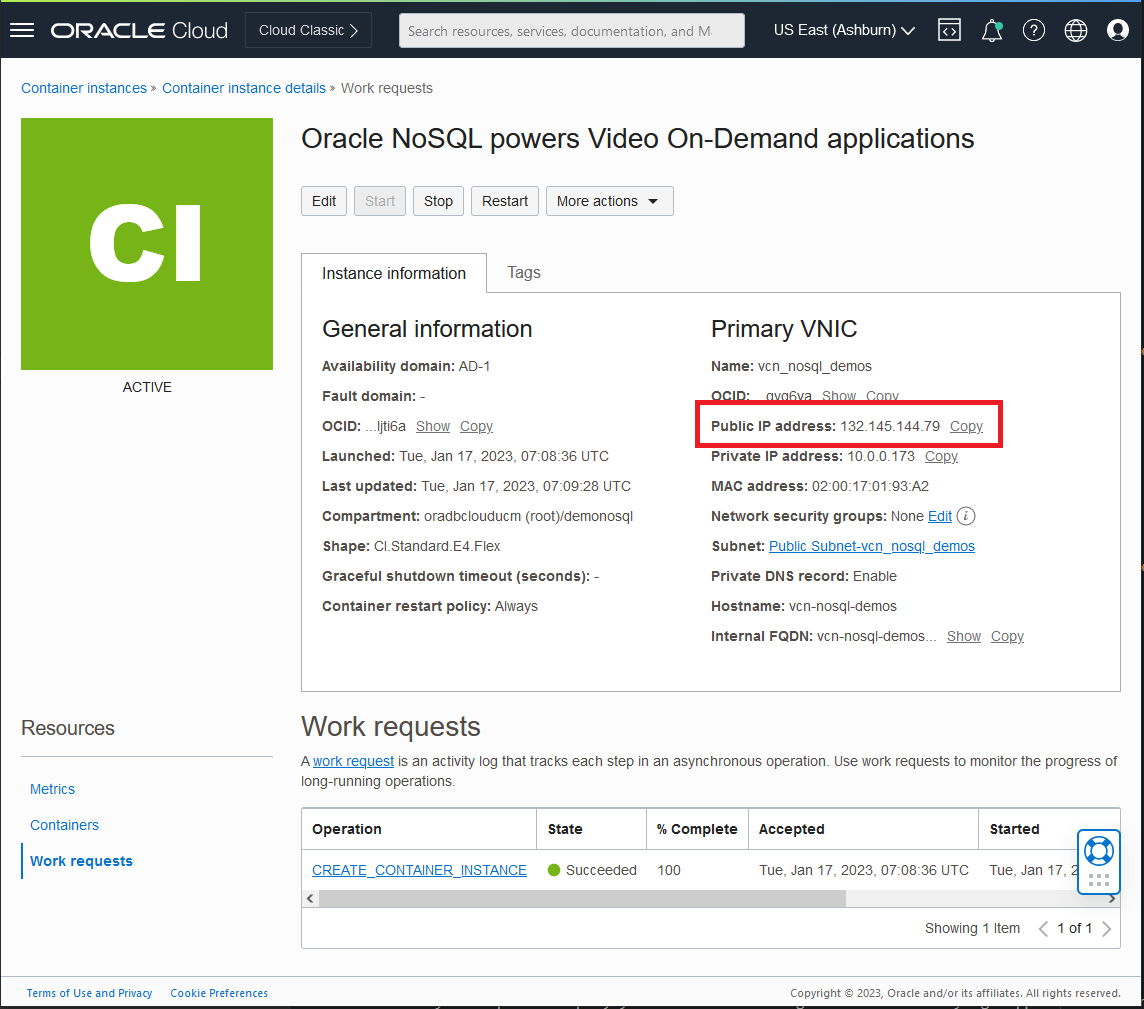 ORACLE Cloud
Cloud Classic
Search resources, services, documentation, and M
US East (Ashburn)
Container instances » Container instance details » Work requests
CI
ACTIVE
Oracle NoSQL powers Video On-Demand applications
Edit
Start
Stop
Restart
More actions
Instance information
Tags
General information
Availability domain: AD-1
Fault domain: -
OCID: ...ljti6a Show Copy
Launched: Tue, Jan 17, 2023, 07:08:36 UTC
Last updated: Tue, Jan 17, 2023, 07:09:28 UTC
Compartment: oradbclouducm (root)/demonosql
Shape: CI.Standard.E4.Flex
Graceful shutdown timeout (seconds): -
Container restart policy: Always
Primary VNIC
Name: vcn_nosql_demos
OCID: Show Copy
Public IP address: 132.145.144.79 Copy
Private IP address: 10.0.0.173 Copy
MAC address: 02:00:17:01:93:A2
Network security groups: None Edit i
Subnet: Public Subnet-vcn_nosql_demos
Private DNS record: Enable
Hostname: vcn-nosql-demos
Internal FQDN: vcn-nosql-demos... Show Copy
Resources
Metrics
Containers
Work requests
Work requests
A work request is an activity log that tracks each step in an asynchronous operation. Use work requests to monitor the progress of
long-running operations.
Operation State % Complete Accepted Started
CREATE_CONTAINER_INSTANCE Succeeded 100 Tue, Jan 17, 2023, 07:08:36 UTC Tue, Jan 17, 2
Showing 1 Item 1 of 1
Terms of Use and Privacy Cookie Preferences
Copyright © 2023, Oracle and/or its affiliates. All rights reserved.